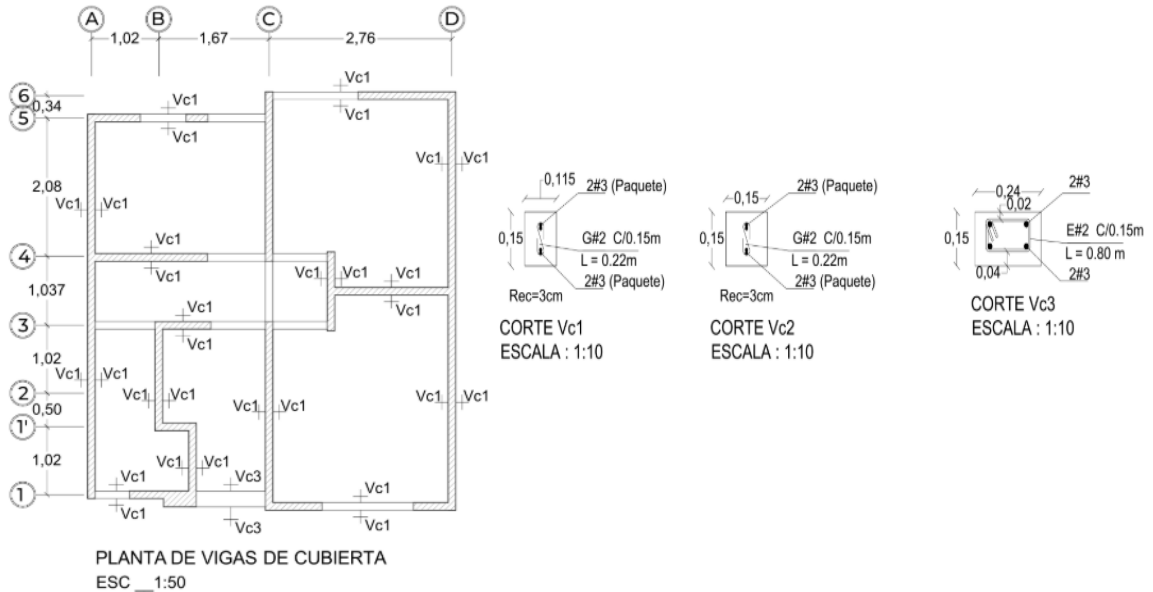 A B C D
1,02 1,67 2,76
6
0,34
5
2,08
4
1,037
3
1,02
2
0,50
1'
1,02
1
Vc1 Vc1
Vc1 Vc1
Vc1 Vc1 Vc1
Vc1 Vc1
Vc1
Vc1 Vc1 Vc1
Vc1 Vc1
Vc1
Vc1
Vc1 Vc1
Vc1 Vc1 Vc1 Vc1 Vc1 Vc1
Vc1 Vc1
Vc1 Vc3 Vc1
Vc1 Vc1
Vc3
PLANTA DE VIGAS DE CUBIERTA
ESC __1:50
0,115
2#3 (Paquete)
0,15
G#2 C/0.15m
L = 0.22m
2#3 (Paquete)
Rec=3cm
CORTE Vc1
ESCALA : 1:10
0,15
2#3 (Paquete)
0,15
G#2 C/0.15m
L = 0.22m
2#3 (Paquete)
Rec=3cm
CORTE Vc2
ESCALA : 1:10
0,24
0,02
2#3
0,15
E#2 C/0.15m
L = 0.80 m
0,04
2#3
CORTE Vc3
ESCALA : 1:10